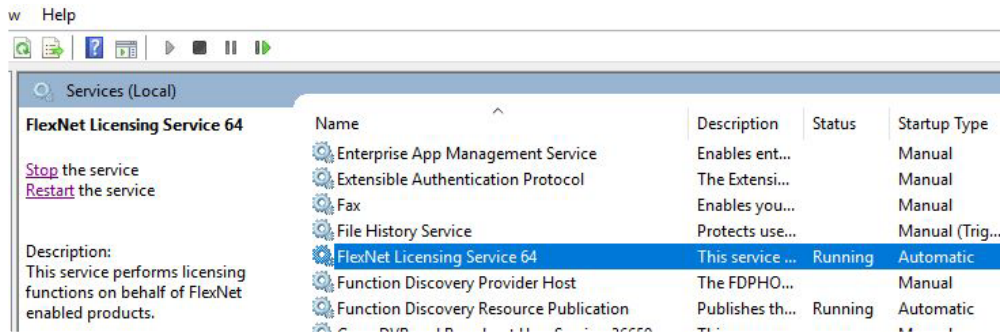 w Help
Services (Local)
FlexNet Licensing Service 64
Stop the service
Restart the service
Description:
This service performs licensing
functions on behalf of FlexNet
enabled products.
Name Description Status Startup Type
Enterprise App Management Service Enables ent... Manual
Extensible Authentication Protocol The Extensi... Manual
Fax Enables you... Manual
File History Service Protects use... Manual (Trig...
FlexNet Licensing Service 64 This service ... Running Automatic
Function Discovery Provider Host The FDPHO... Manual
Function Discovery Resource Publication Publishes th... Running Automatic